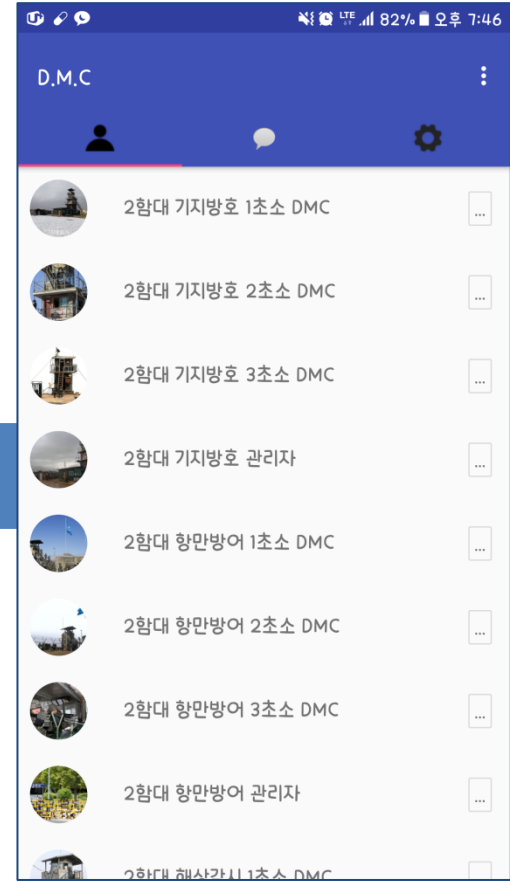 LTE 82% 오후 7:46
D.M.C
2함대 기지방호 1초소 DMC
...
2함대 기지방호 2초소 DMC
...
2함대 기지방호 3초소 DMC
...
2함대 기지방호 관리자
...
2함대 항만방어 1초소 DMC
...
2함대 항만방어 2초소 DMC
...
2함대 항만방어 3초소 DMC
...
2함대 항만방어 관리자
...
2함대 해상감시 1초소 DMC